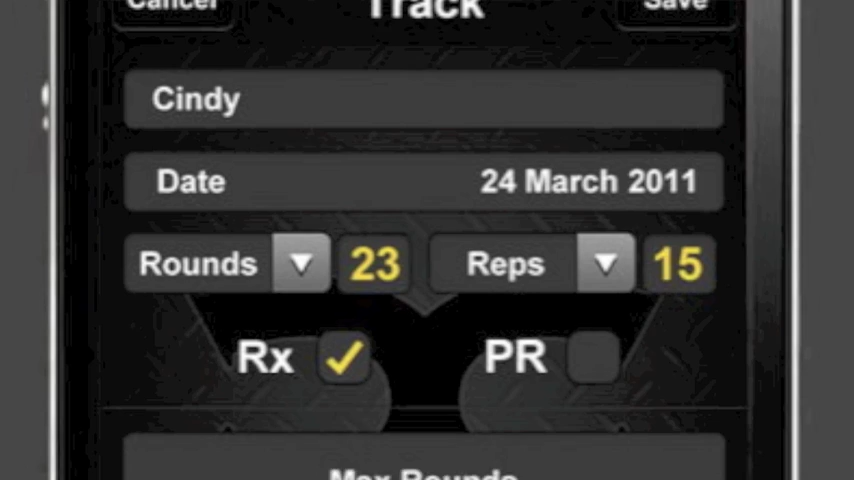 Cancel Track Save
Cindy
Date 24 March 2011
Rounds 23 Reps 15
Rx PR
Max Rounds